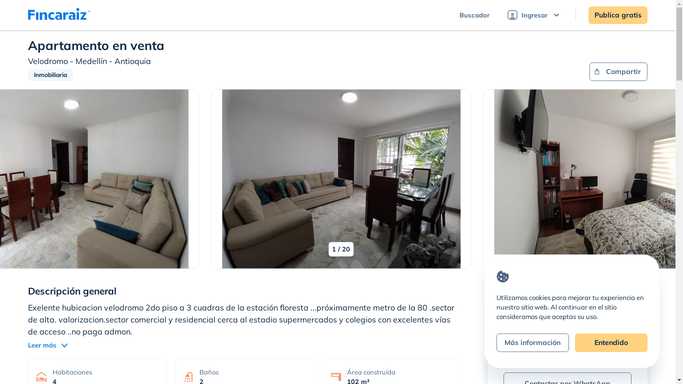 Fincaraiz
Buscador
Ingresar
Publica gratis
Apartamento en venta
Velodromo - Medellín - Antioquia
Inmobiliaria
Compartir
1 / 20
Descripción general
Exelente hubicacion velodromo 2do piso a 3 cuadras de la estación floresta ...próximamente metro de la 80 .sector
de alta. valorizacion.sector comercial y residencial cerca al estadio supermercados y colegios con excelentes vías
de acceso ..no paga admon.
Leer más
Habitaciones
4
Baños
2
Área construida
102 m²
Utilizamos cookies para mejorar tu experiencia en
nuestro sitio web. Al continuar en el sitio
consideramos que aceptas su uso.
Más información
Entendido
Contactar por WhatsApp